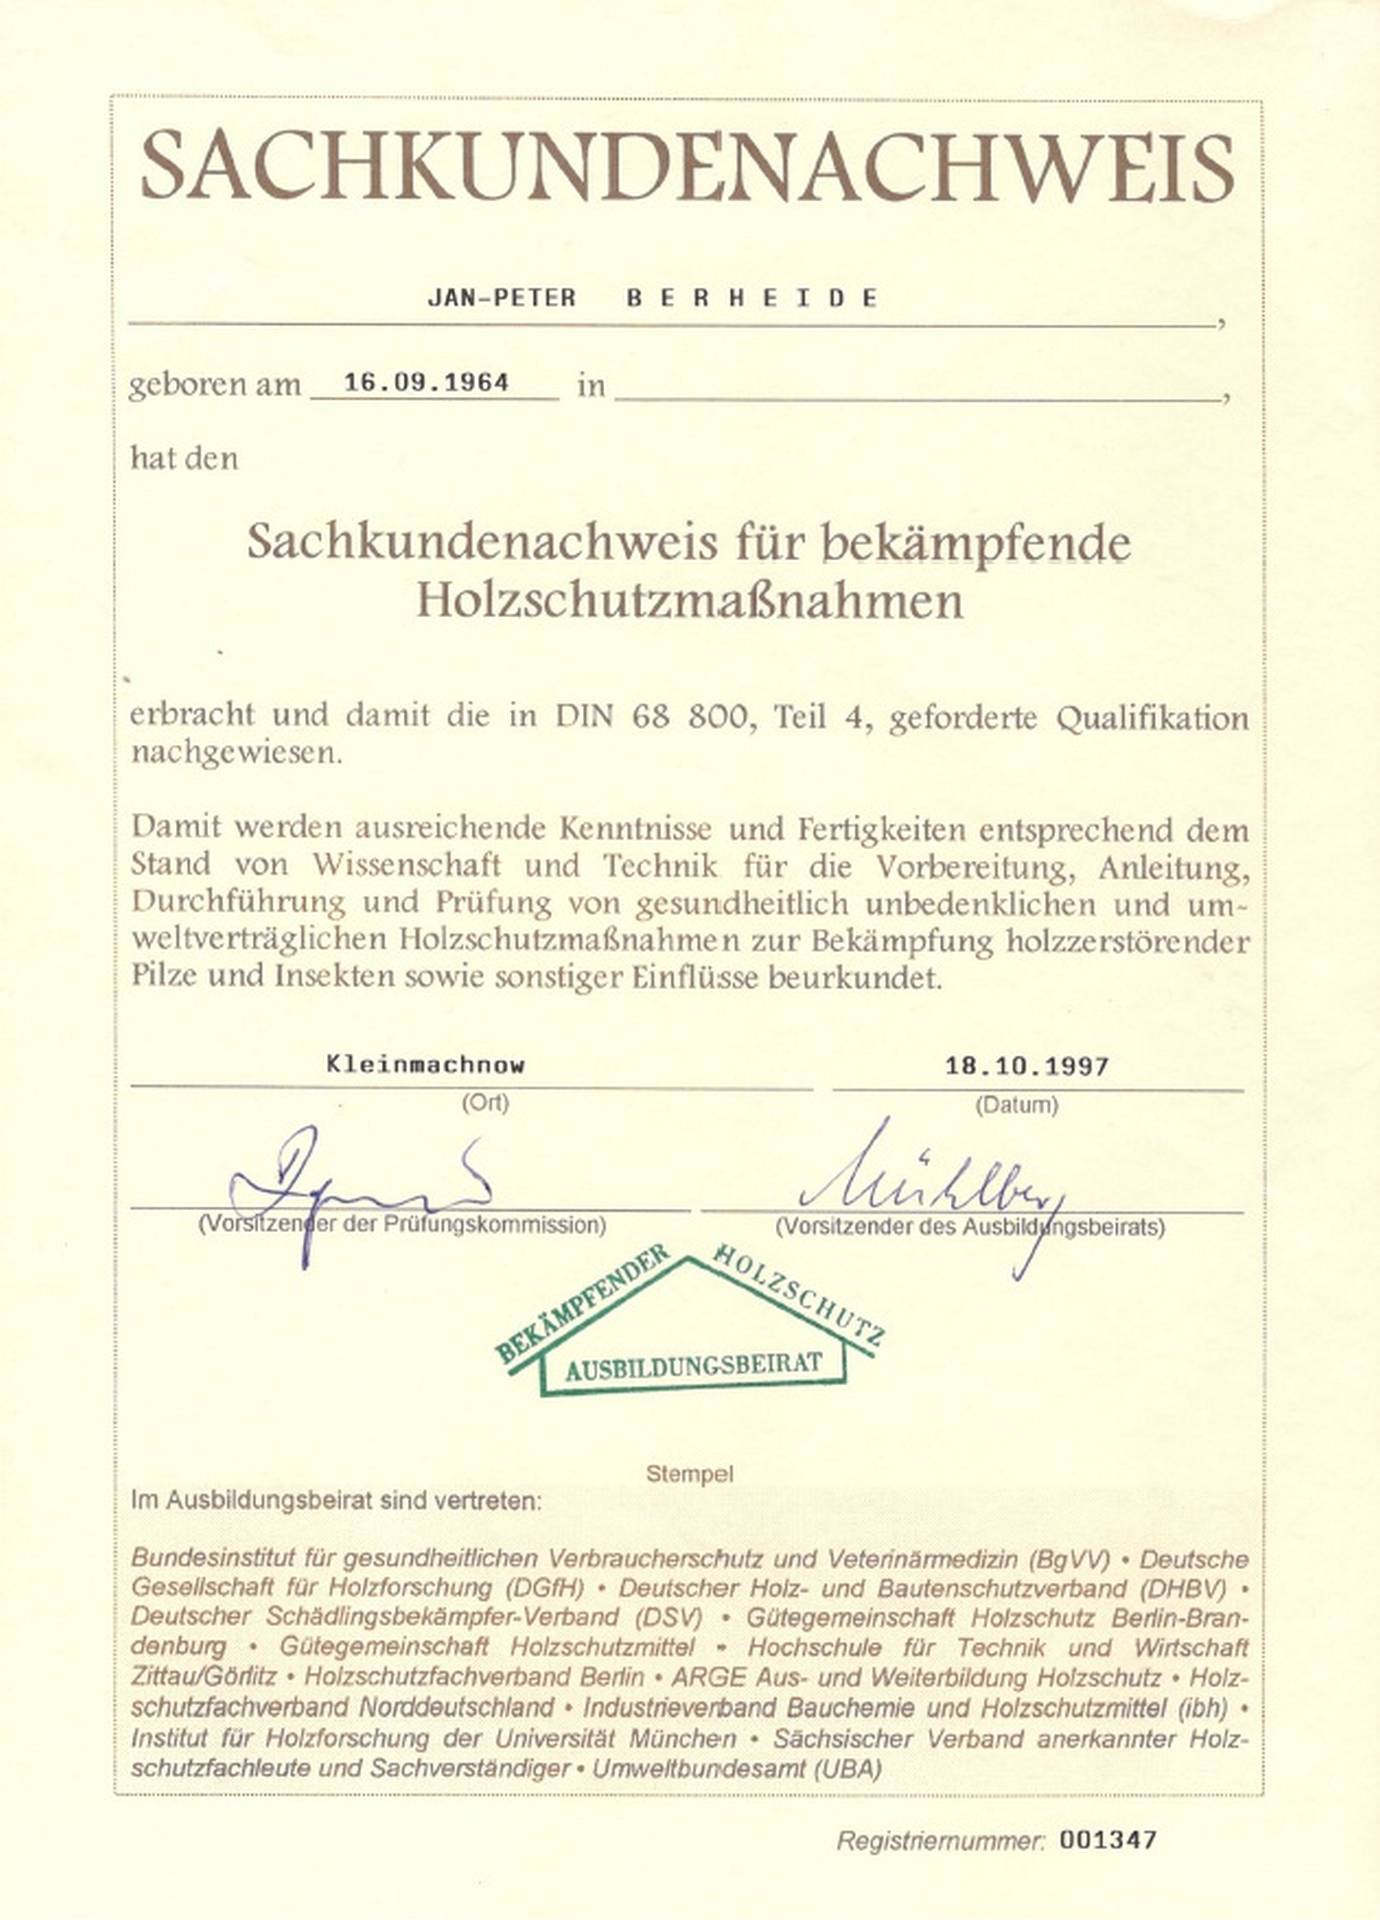 SACHKUNDENACHWEIS
JAN-PETER B E R H E I D E ,
geboren am 16.09.1964 in ,
hat den
Sachkundenachweis für bekämpfende
Holzschutzmaßnahmen
erbracht und damit die in DIN 68 800, Teil 4, geforderte Qualifikation
nachgewiesen.
Damit werden ausreichende Kenntnisse und Fertigkeiten entsprechend dem
Stand von Wissenschaft und Technik für die Vorbereitung, Anleitung,
Durchführung und Prüfung von gesundheitlich unbedenklichen und um-
weltverträglichen Holzschutzmaßnahmen zur Bekämpfung holzzerstörender
Pilze und Insekten sowie sonstiger Einflüsse beurkundet.
Kleinmachnow 18.10.1997
(Ort) (Datum)
Mühlberg
(Vorsitzender der Prüfungskommission) (Vorsitzender des Ausbildungsbeirats)
BEKÄMPFENDER HOLZSCHUTZ
AUSBILDUNGSBEIRAT
Stempel
Im Ausbildungsbeirat sind vertreten:
Bundesinstitut für gesundheitlichen Verbraucherschutz und Veterinärmedizin (BgVV) • Deutsche
Gesellschaft für Holzforschung (DGfH) • Deutscher Holz- und Bautenschutzverband (DHBV) •
Deutscher Schädlingsbekämpfer-Verband (DSV) • Gütegemeinschaft Holzschutz Berlin-Bran-
denburg • Gütegemeinschaft Holzschutzmittel • Hochschule für Technik und Wirtschaft
Zittau/Görlitz • Holzschutzfachverband Berlin • ARGE Aus- und Weiterbildung Holzschutz • Holz-
schutzfachverband Norddeutschland • Industrieverband Bauchemie und Holzschutzmittel (ibh) •
Institut für Holzforschung der Universität München • Sächsischer Verband anerkannter Holz-
schutzfachleute und Sachverständiger • Umweltbundesamt (UBA)
Registriernummer: 001347